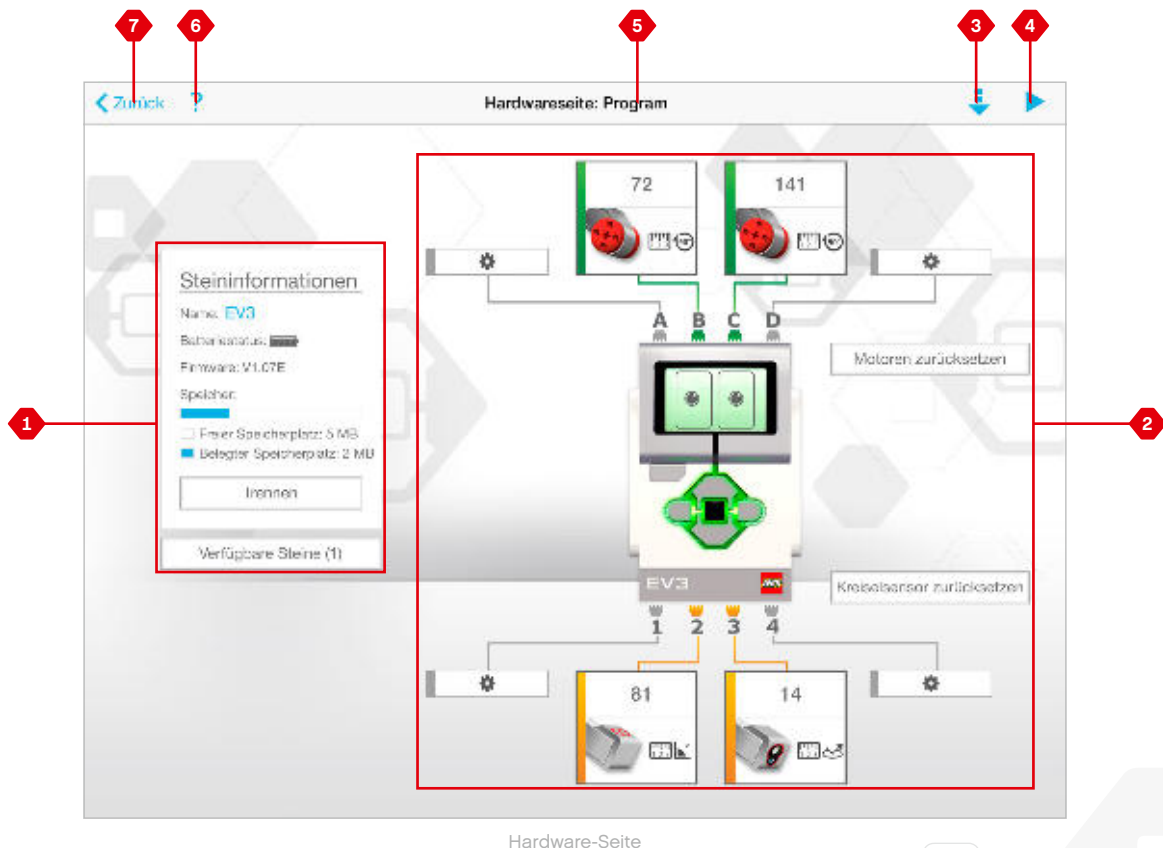 7
6
5
3
4
Zurück ? Hardwareseite: Program
72
141
Steininformationen
Name: EV3
Batteriestatus:
Firmware: V1.07E
Speicher:
Freier Speicherplatz: 5 MB
Belegter Speicherplatz: 2 MB
Trennen
Verfügbare Steine (1)
A B C D
Motoren zurücksetzen
1
2
EV3
Kreiselsensor zurücksetzen
1 2 3 4
81
14
Hardware-Seite